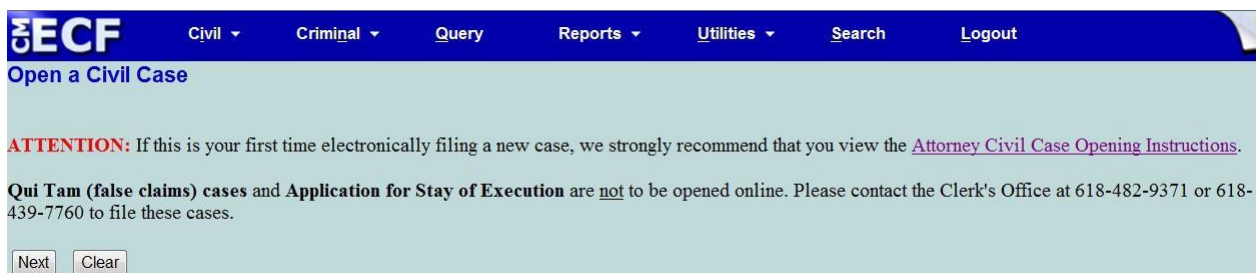 CM ECF Civil Criminal Query Reports Utilities Search Logout
Open a Civil Case
ATTENTION: If this is your first time electronically filing a new case, we strongly recommend that you view the Attorney Civil Case Opening Instructions.
Qui Tam (false claims) cases and Application for Stay of Execution are not to be opened online. Please contact the Clerk's Office at 618-482-9371 or 618-
439-7760 to file these cases.
Next Clear